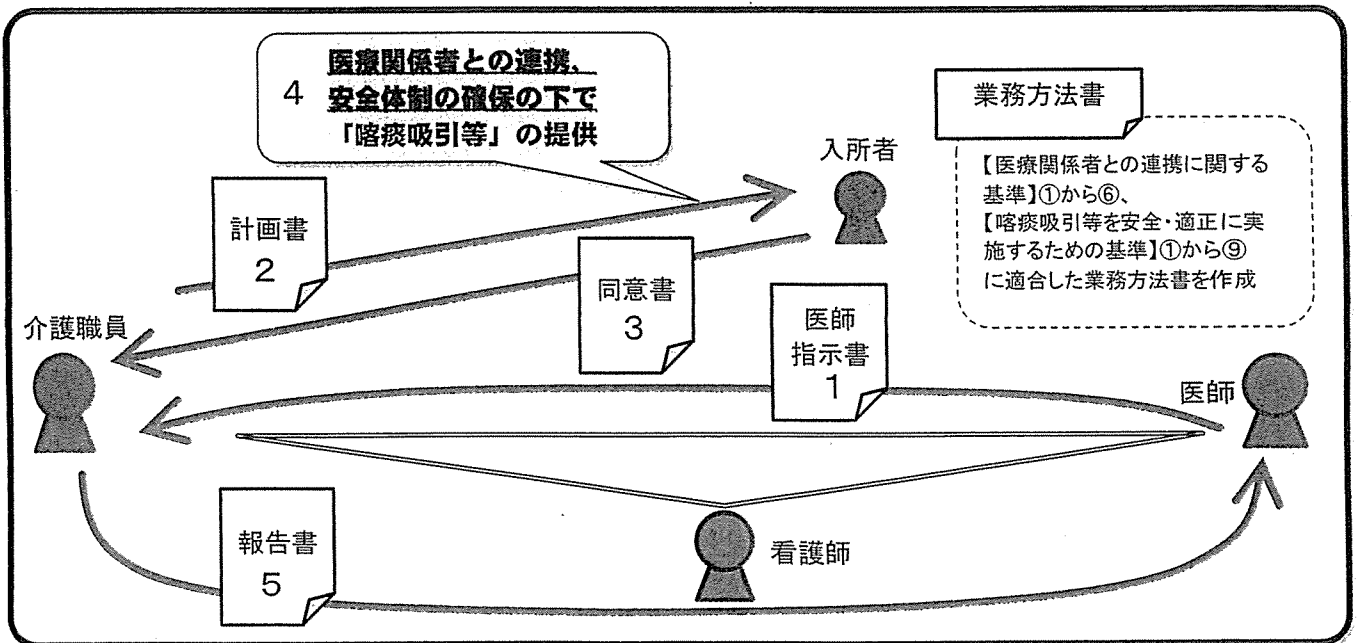 4
医療関係者との連携、
安全体制の確保の下で
「喀痰吸引等」の提供
業務方法書
【医療関係者との連携に関する
基準】①から⑥、
【喀痰吸引等を安全・適正に実
施するための基準】①から⑨
に適合した業務方法書を作成
入所者
計画書
2
同意書
3
医師
指示書
1
介護職員
医師
報告書
5
看護師